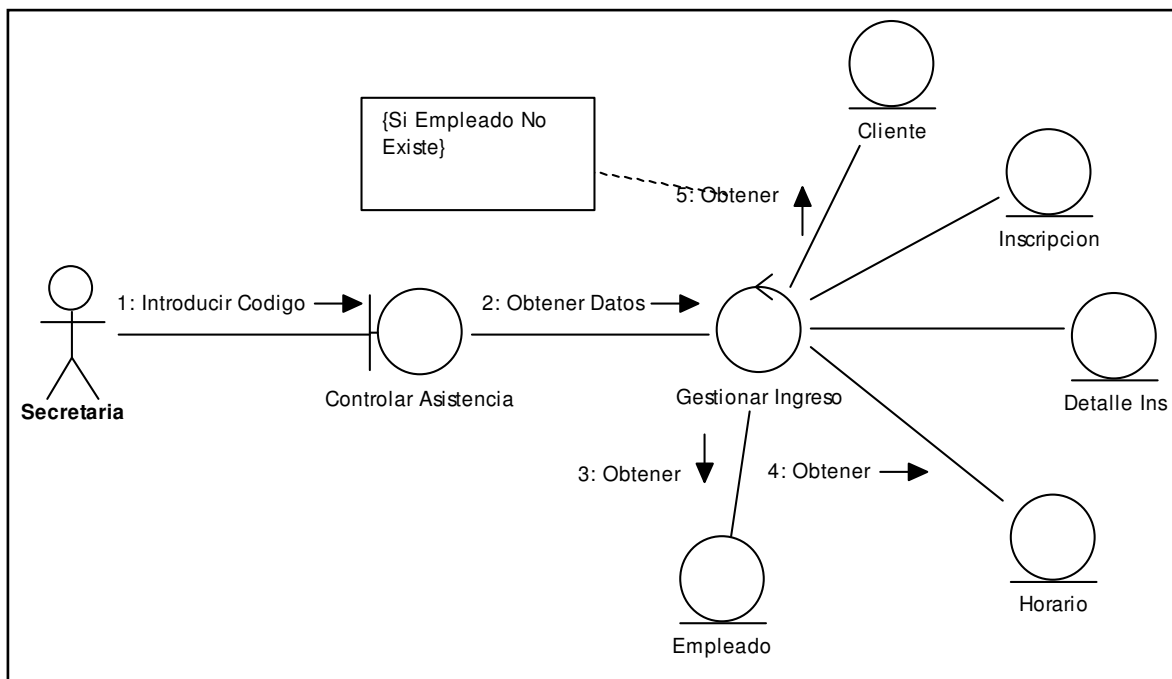 {Si Empleado No
Existe}
Cliente
5: Obtener
Inscripcion
1: Introducir Codigo
2: Obtener Datos
Secretaria
Controlar Asistencia
Gestionar Ingreso
Detalle Ins
3: Obtener
4: Obtener
Horario
Empleado